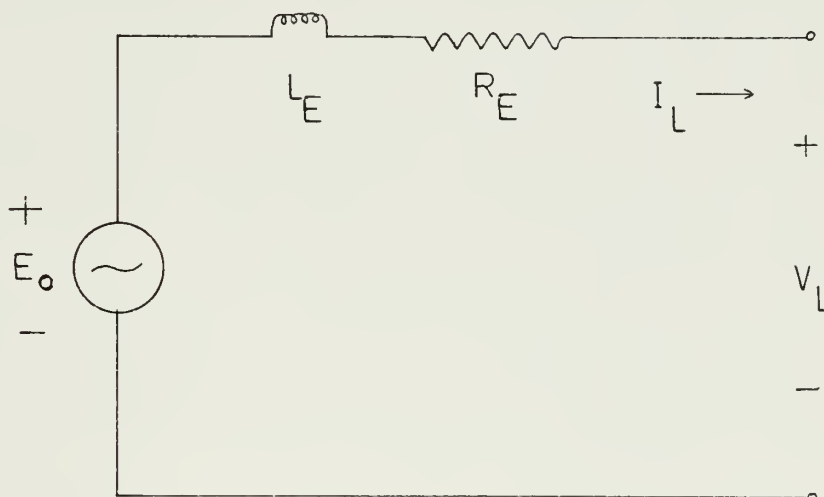 L_E
R_E
I_L →
+
+
E_o
−
V_L
−